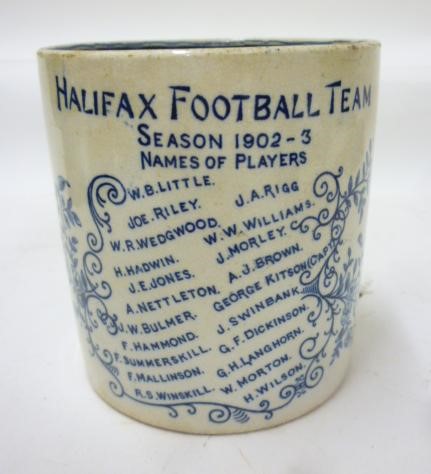 HALIFAX FOOTBALL TEAM
SEASON 1902-3
NAMES OF PLAYERS
W.B.LITTLE.
JOE.RILEY.
W.R.WEDGWOOD.
H.HADWIN.
J.E.JONES.
A.NETTLETON.
J.W.BULMER.
F.HAMMOND.
F.SUMMERSKILL.
F.MALLINSON.
R.S.WINSKILL.
J.A.RIGG
W.W.WILLIAMS.
J.MORLEY.
A.J.BROWN.
GEORGE KITSON(CAPT)
J.SWINBANK.
G.F.DICKINSON.
G.H.LANGHORN.
W.MORTON.
H.WILSON.